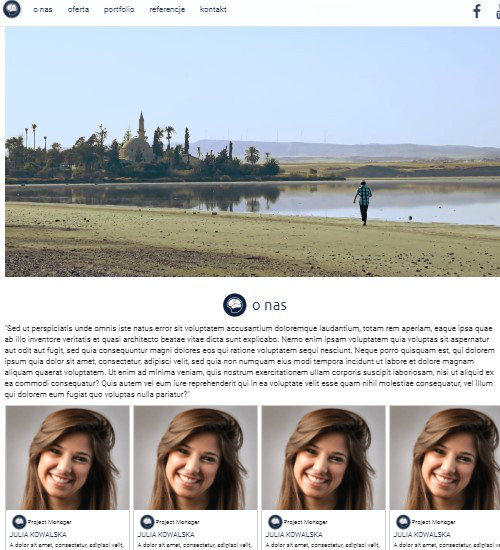 o nas oferta portfolio referencje kontakt
o nas
"Sed ut perspiciatis unde omnis iste natus error sit voluptatem accusantium doloremque laudantium, totam rem aperiam, eaque ipsa quae
ab illo inventore veritatis et quasi architecto beatae vitae dicta sunt explicabo. Nemo enim ipsam voluptatem quia voluptas sit aspernatur
aut odit aut fugit, sed quia consequuntur magni dolores eos qui ratione voluptatem sequi nesciunt. Neque porro quisquam est, qui dolorem
ipsum quia dolor sit amet, consectetur, adipisci velit, sed quia non numquam eius modi tempora incidunt ut labore et dolore magnam
aliquam quaerat voluptatem. Ut enim ad minima veniam, quis nostrum exercitationem ullam corporis suscipit laboriosam, nisi ut aliquid ex
ea commodi consequatur? Quis autem vel eum iure reprehenderit qui in ea voluptate velit esse quam nihil molestiae consequatur, vel illum
qui dolorem eum fugiat quo voluptas nulla pariatur?"
Project Manager Project Manager Project Manager Project Manager
JULIA KOWALSKA JULIA KOWALSKA JULIA KOWALSKA JULIA KOWALSKA
A dolor sit amet, consectetur, adipisci velit, A dolor sit amet, consectetur, adipisci velit, A dolor sit amet, consectetur, adipisci velit, A dolor sit amet, consectetur, adipisci velit,